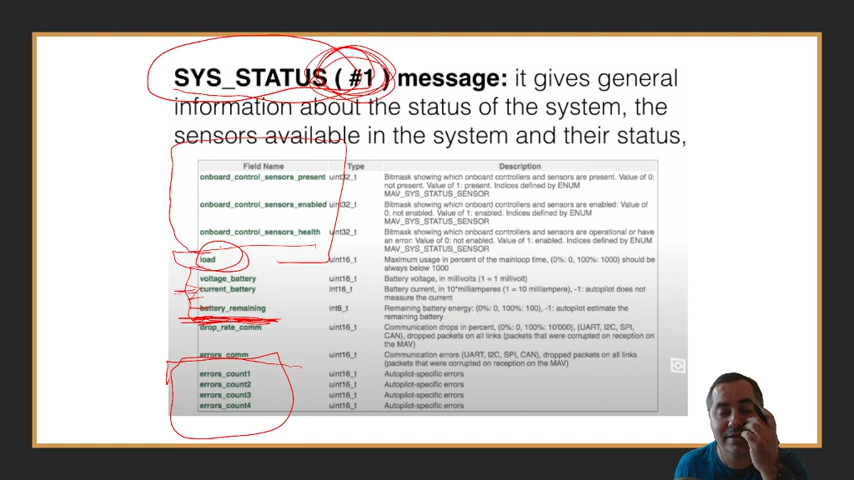 SYS_STATUS ( #1 ) message: it gives general
information about the status of the system, the
sensors available in the system and their status,
Field Name Type Description
onboard_control_sensors_present uint32_t Bitmask showing which onboard controllers and sensors are present. Value of 0:
not present. Value of 1: present. Indices defined by ENUM
MAV_SYS_STATUS_SENSOR
onboard_control_sensors_enabled uint32_t Bitmask showing which onboard controllers and sensors are enabled: Value of
0: not enabled. Value of 1: enabled. Indices defined by ENUM
MAV_SYS_STATUS_SENSOR
onboard_control_sensors_health uint32_t Bitmask showing which onboard controllers and sensors are operational or have
an error: Value of 0: not enabled. Value of 1: enabled. Indices defined by ENUM
MAV_SYS_STATUS_SENSOR
load uint16_t Maximum usage in percent of the mainloop time, (0%: 0, 100%: 1000) should be
always below 1000
voltage_battery uint16_t Battery voltage, in millivolts (1 = 1 millivolt)
current_battery int16_t Battery current, in 10*milliamperes (1 = 10 milliampere), -1: autopilot does not
measure the current
battery_remaining int8_t Remaining battery energy: (0%: 0, 100%: 100), -1: autopilot estimate the
remaining battery
drop_rate_comm uint16_t Communication drops in percent, (0%: 0, 100%: 10'000), (UART, I2C, SPI,
CAN), dropped packets on all links (packets that were corrupted on reception on
the MAV)
errors_comm uint16_t Communication errors (UART, I2C, SPI, CAN), dropped packets on all links
(packets that were corrupted on reception on the MAV)
errors_count1 uint16_t Autopilot-specific errors
errors_count2 uint16_t Autopilot-specific errors
errors_count3 uint16_t Autopilot-specific errors
errors_count4 uint16_t Autopilot-specific errors